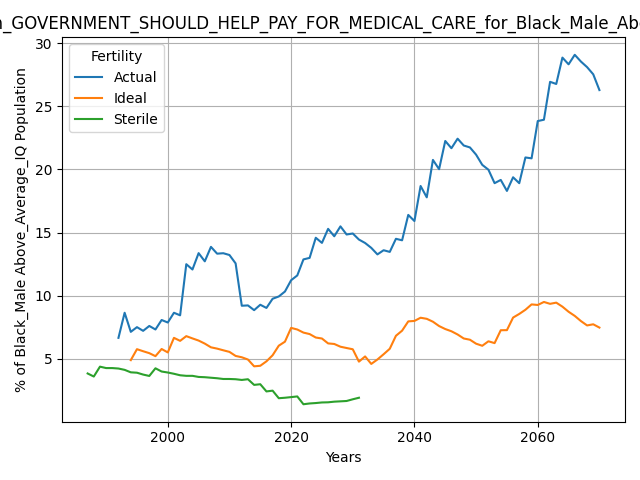 GOVERNMENT_SHOULD_HELP_PAY_FOR_MEDICAL_CARE_for_Black_Male_Abo
% of Black_Male Above_Average_IQ Population
30
25
20
15
10
5
Fertility
Actual
Ideal
Sterile
2000
2020
2040
2060
Years